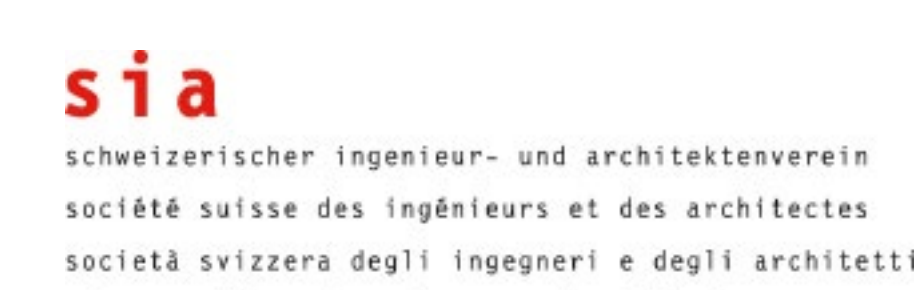 sia
schweizerischer ingenieur- und architektenverein
société suisse des ingénieurs et des architectes
società svizzera degli ingegneri e degli architetti